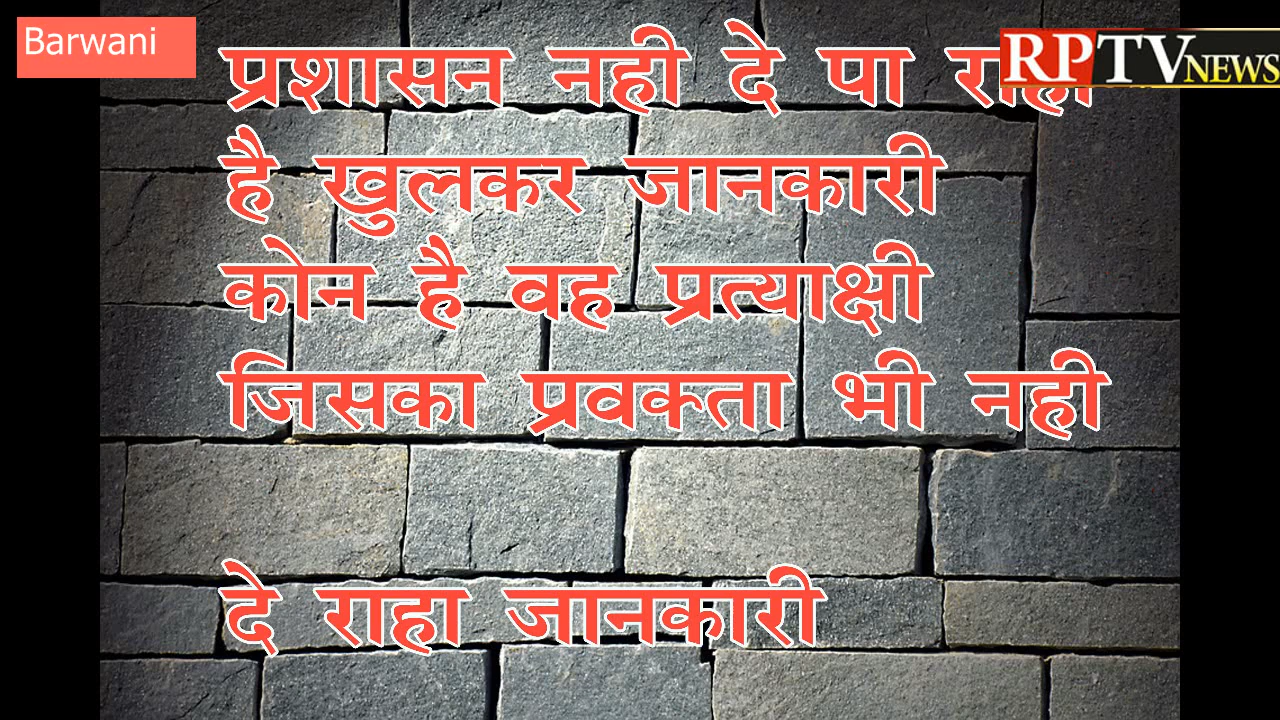 Barwani
RPTV NEWS
प्रशासन नही दे पा राहा
है खुलकर जानकारी
कोन है वह प्रत्याक्षी
जिसका प्रवक्ता भी नही
दे राहा जानकारी